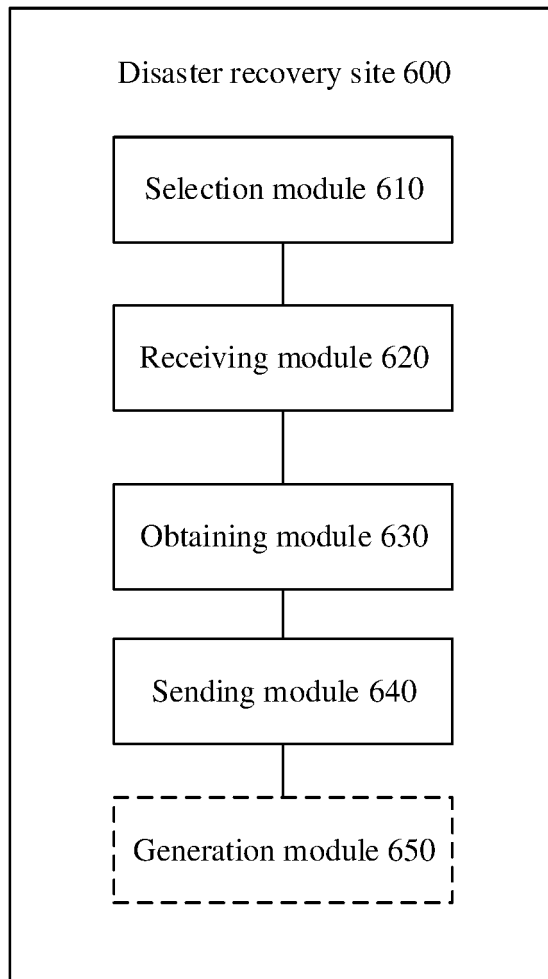 Disaster recovery site 600
Selection module 610
Receiving module 620
Obtaining module 630
Sending module 640
Generation module 650